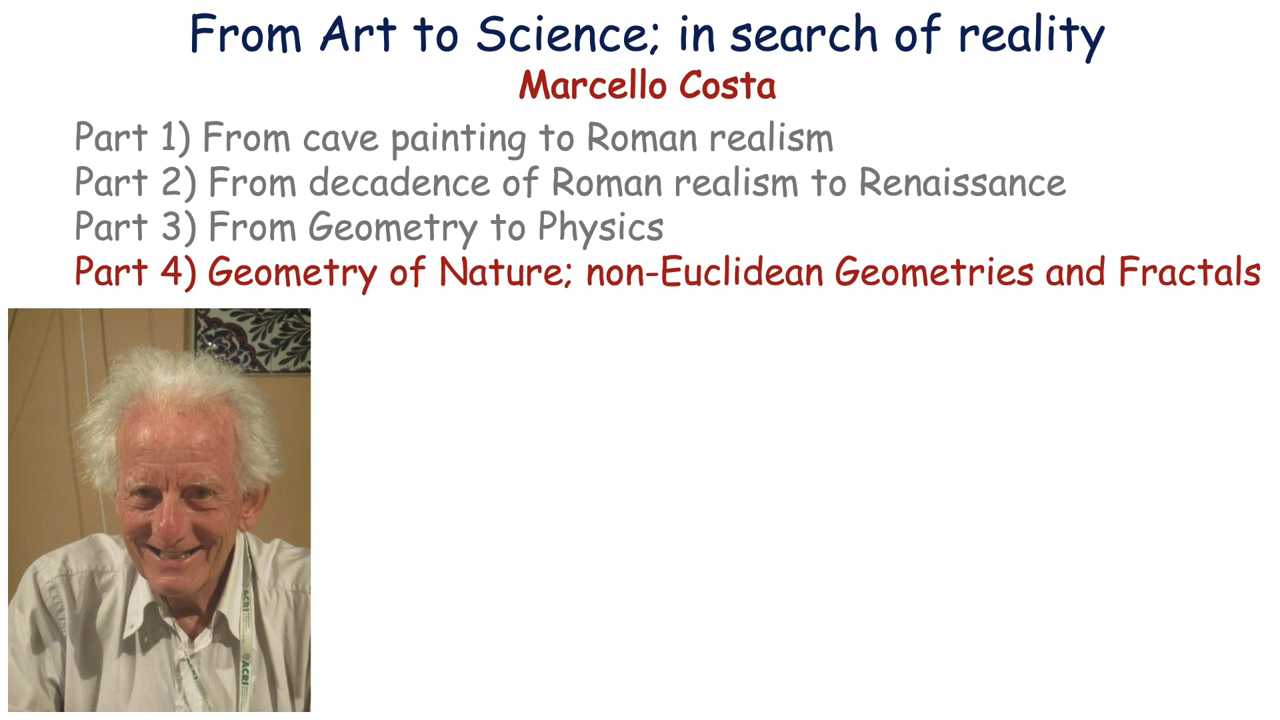 From Art to Science; in search of reality
Marcello Costa
Part 1) From cave painting to Roman realism
Part 2) From decadence of Roman realism to Renaissance
Part 3) From Geometry to Physics
Part 4) Geometry of Nature; non-Euclidean Geometries and Fractals
ACRI
ACRI